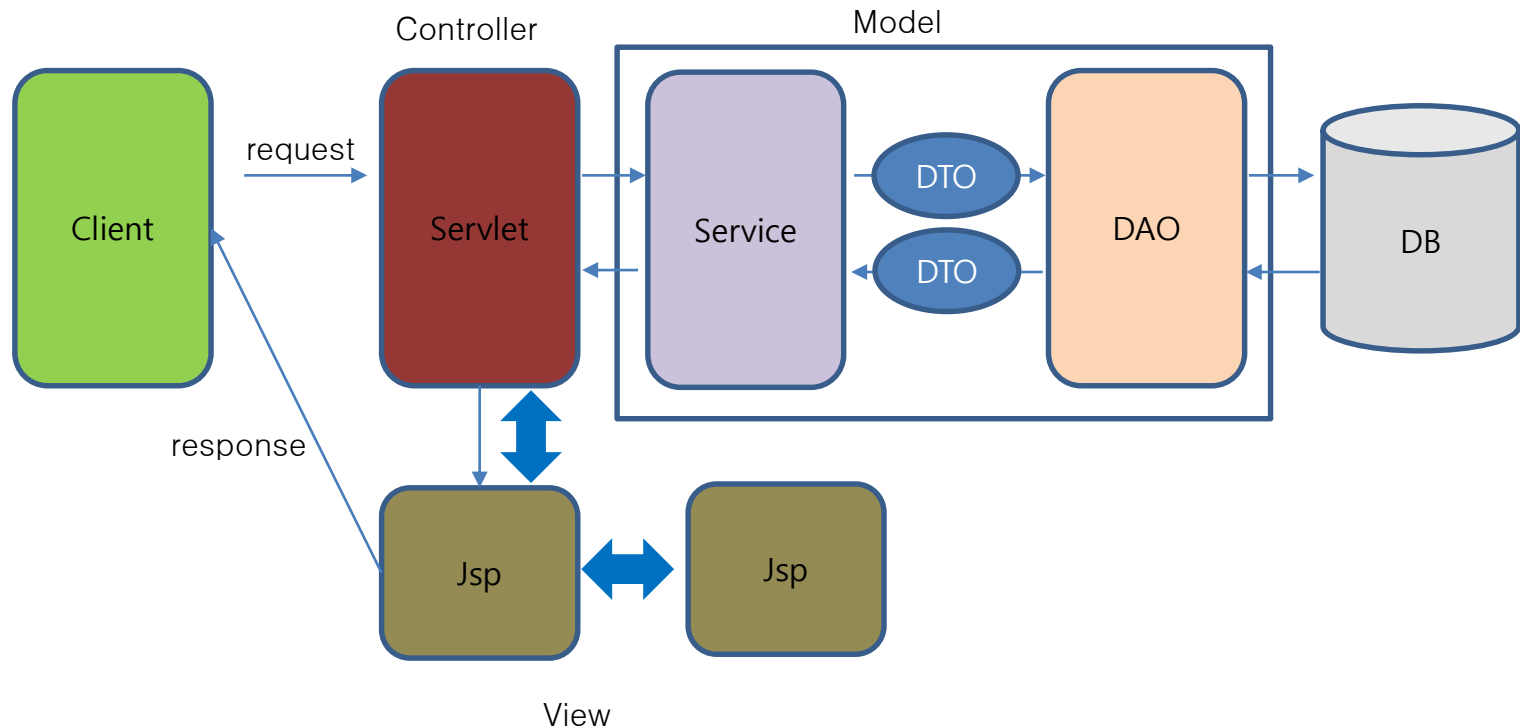 Controller
Model
Client
request
Servlet
Service
DTO
DTO
DAO
DB
response
Jsp
Jsp
View